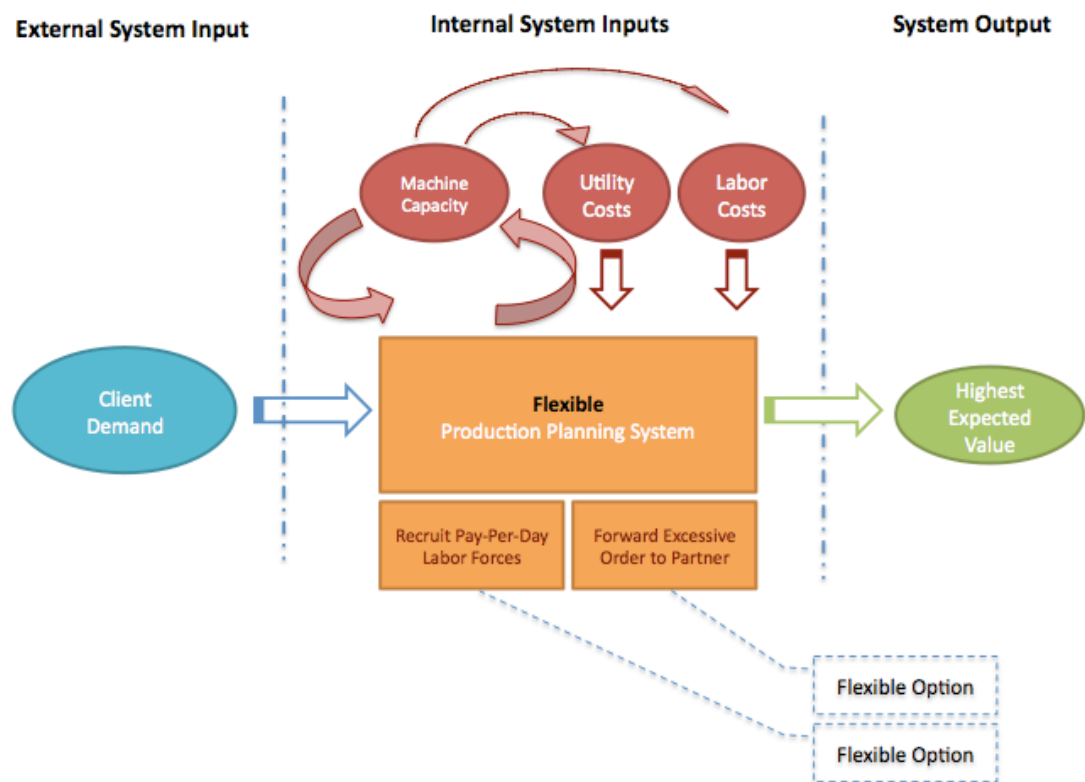 External System Input
Internal System Inputs
System Output
Machine
Capacity
Utility
Costs
Labor
Costs
Client
Demand
Flexible
Production Planning System
Highest
Expected
Value
Recruit Pay-Per-Day
Labor Forces
Forward Excessive
Order to Partner
Flexible Option
Flexible Option